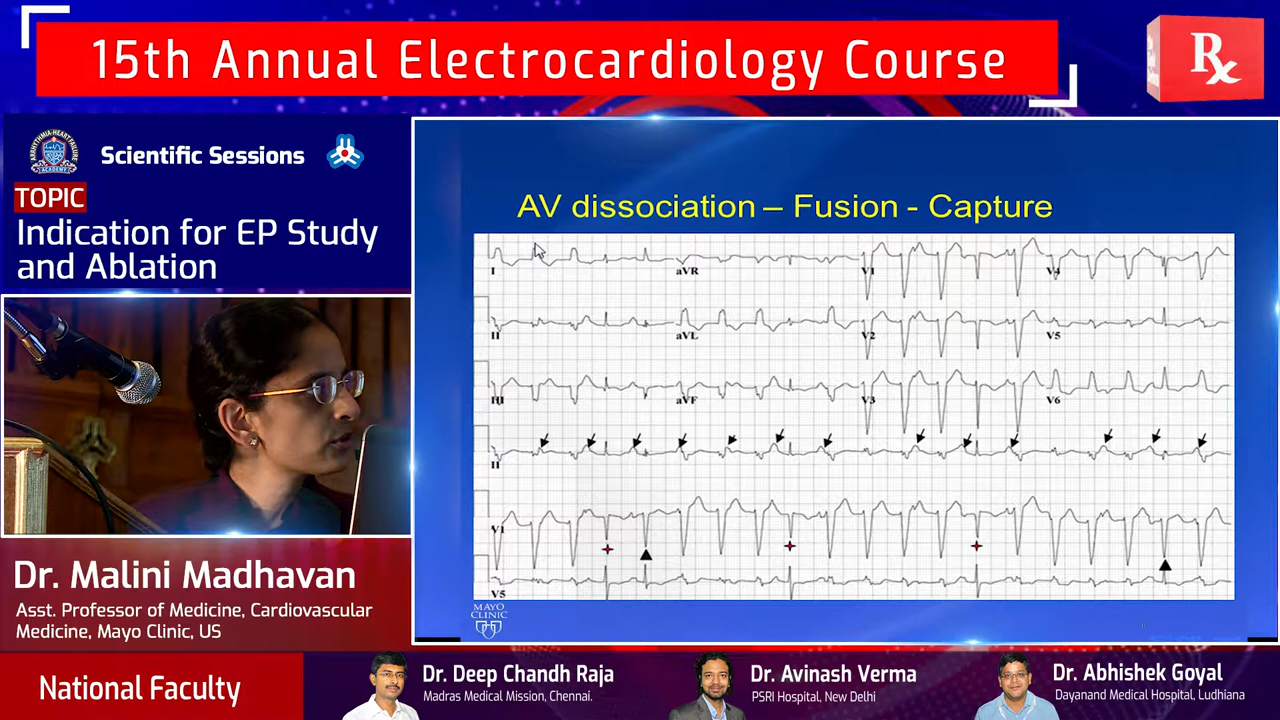 15th Annual Electrocardiology Course
Rx
Scientific Sessions
TOPIC
Indication for EP Study
and Ablation
AV dissociation – Fusion - Capture
I
aVR
V1
V4
II
aVL
V2
V5
III
aVF
V3
V6
II
V1
V5
MAYO
CLINIC
Dr. Malini Madhavan
Asst. Professor of Medicine, Cardiovascular
Medicine, Mayo Clinic, US
National Faculty
Dr. Deep Chandh Raja
Madras Medical Mission, Chennai.
Dr. Avinash Verma
PSRI Hospital, New Delhi
Dr. Abhishek Goyal
Dayanand Medical Hospital, Ludhiana